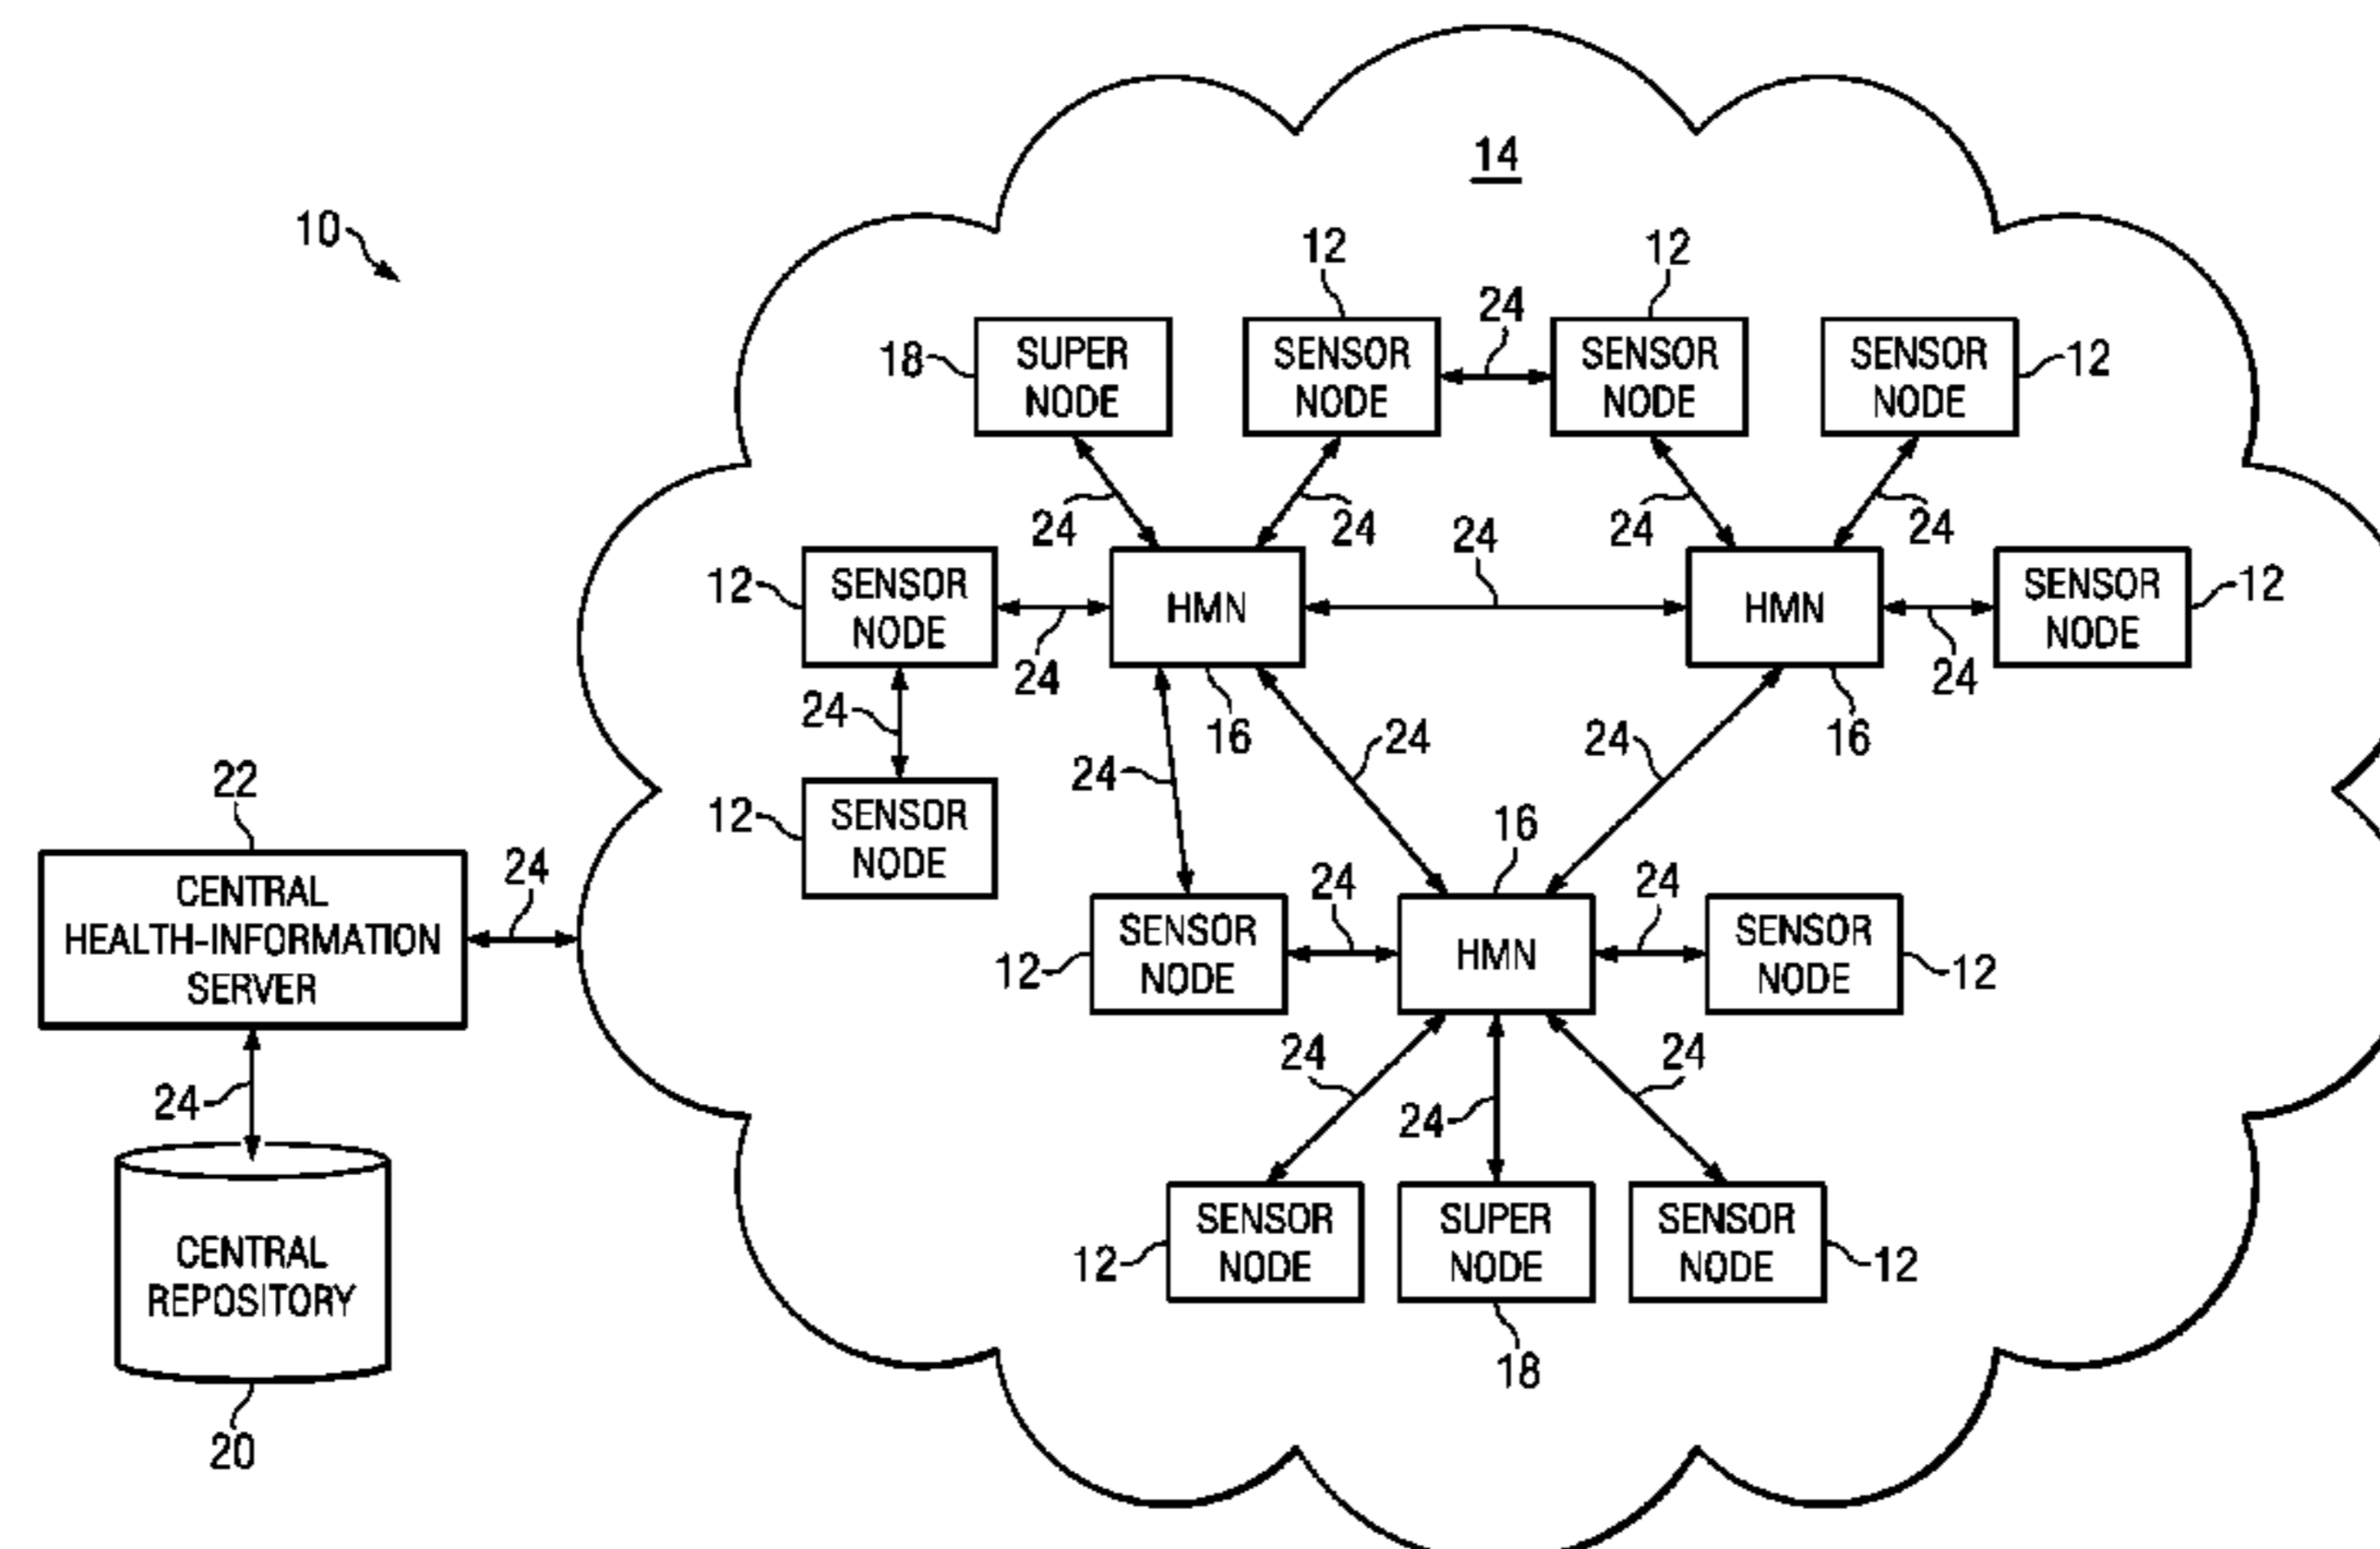 14
10
12
12
24
18
SUPER
NODE
SENSOR
NODE
SENSOR
NODE
SENSOR
NODE
12
24
24
24
24
24
12
SENSOR
NODE
HMN
HMN
SENSOR
NODE
12
24
24
24
16
24
24
16
24
22
12
SENSOR
NODE
16
CENTRAL
HEALTH-INFORMATION
SERVER
24
24
24
12
SENSOR
NODE
HMN
SENSOR
NODE
12
24
24
24
24
CENTRAL
REPOSITORY
12
SENSOR
NODE
SUPER
NODE
SENSOR
NODE
12
18
20